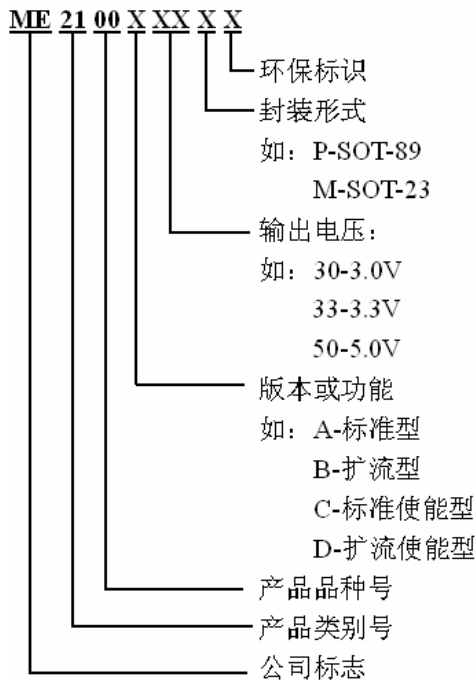 ME 21 00 X XX X X
环保标识
封装形式
如：P-SOT-89
M-SOT-23
输出电压：
如：30-3.0V
33-3.3V
50-5.0V
版本或功能
如：A-标准型
B-扩流型
C-标准使能型
D-扩流使能型
产品品种号
产品类别号
公司标志